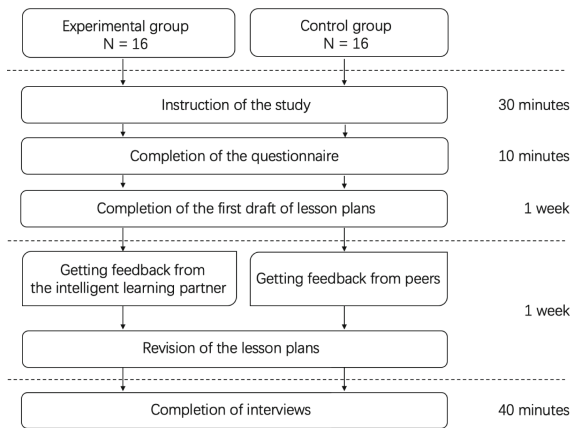 Experimental group
N = 16
Control group
N = 16
Instruction of the study
30 minutes
Completion of the questionnaire
10 minutes
Completion of the first draft of lesson plans
1 week
Getting feedback from
the intelligent learning partner
Getting feedback from peers
1 week
Revision of the lesson plans
Completion of interviews
40 minutes